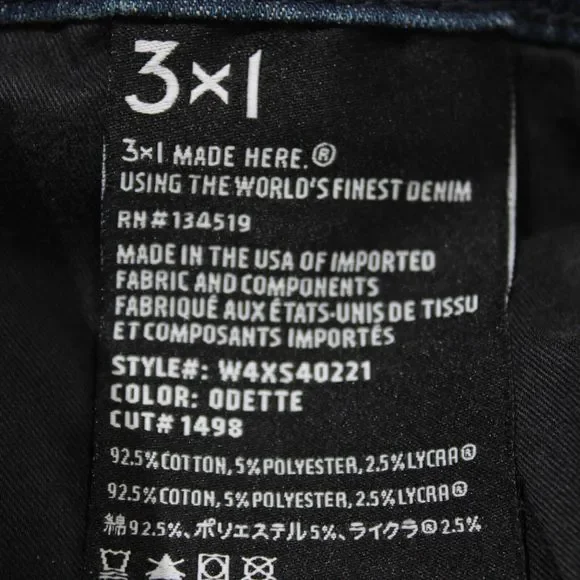 3×1
3×1 MADE HERE.®
USING THE WORLD'S FINEST DENIM
RN#134519
MADE IN THE USA OF IMPORTED
FABRIC AND COMPONENTS
FABRIQUÉ AUX ÉTATS-UNIS DE TISSU
ET COMPOSANTS IMPORTÉS
STYLE#: W4XS40221
COLOR: ODETTE
CUT# 1498
92.5% COTTON, 5% POLYESTER, 2.5% LYCRA®
92.5% COTON, 5% POLYESTER, 2.5% LYCRA®
綿92.5%、ポリエステル5%、ライクラ®2.5%